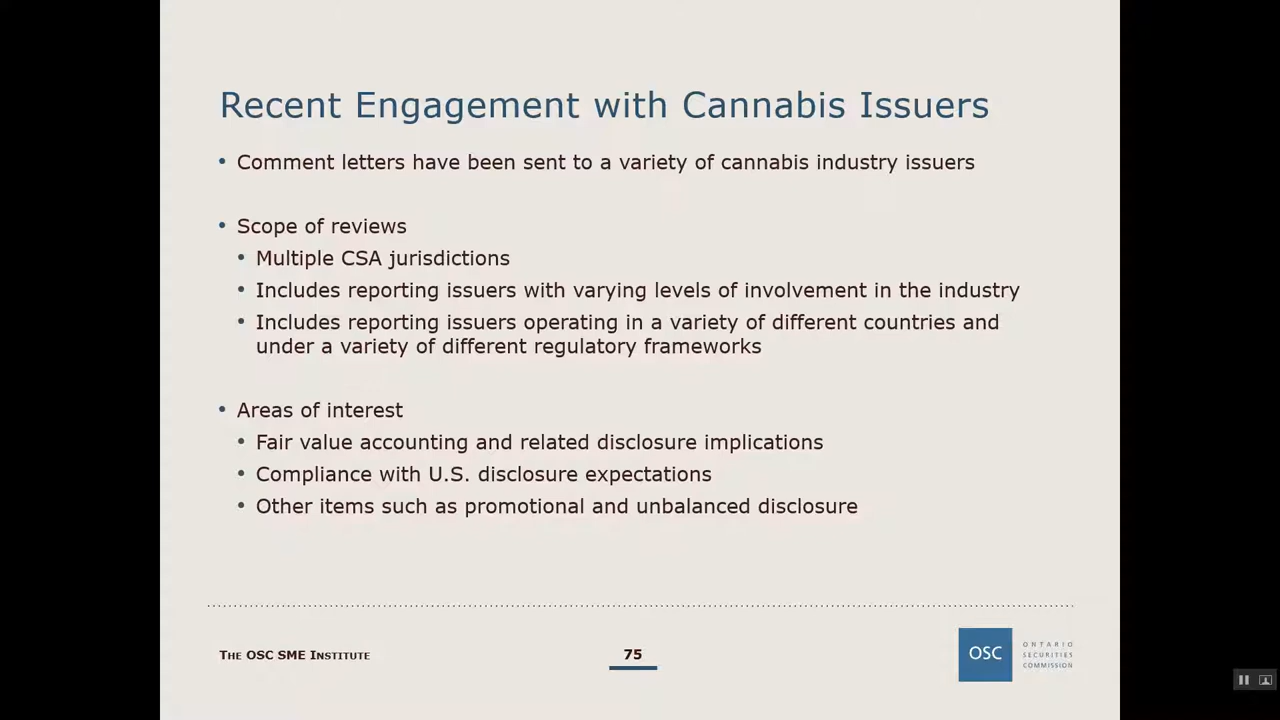 Recent Engagement with Cannabis Issuers
• Comment letters have been sent to a variety of cannabis industry issuers
• Scope of reviews
• Multiple CSA jurisdictions
• Includes reporting issuers with varying levels of involvement in the industry
• Includes reporting issuers operating in a variety of different countries and
under a variety of different regulatory frameworks
• Areas of interest
• Fair value accounting and related disclosure implications
• Compliance with U.S. disclosure expectations
• Other items such as promotional and unbalanced disclosure
THE OSC SME INSTITUTE
75
OSC
ONTARIO
SECURITIES
COMMISSION